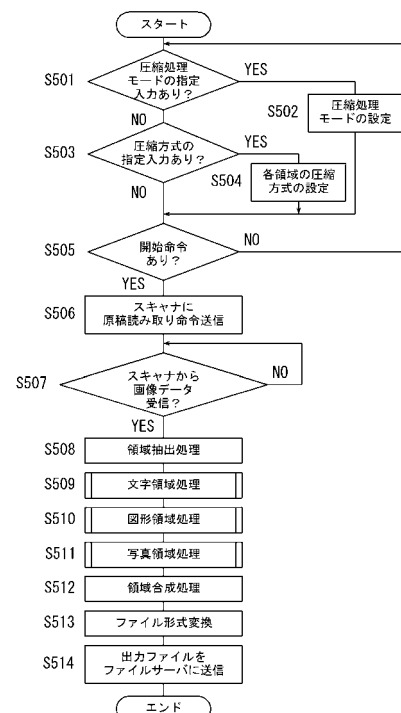 スタート
S501
圧縮処理
モードの指定
入力あり?
YES
NO
S502
圧縮処理
モードの設定
S503
圧縮方式の
指定入力あり?
YES
NO
S504
各領域の圧縮
方式の設定
S505
開始命令
あり?
NO
YES
S506
スキャナに
原稿読み取り命令送信
S507
スキャナから
画像データ
受信?
NO
YES
S508
領域抽出処理
S509
文字領域処理
S510
図形領域処理
S511
写真領域処理
S512
領域合成処理
S513
ファイル形式変換
S514
出力ファイルを
ファイルサーバに送信
エンド